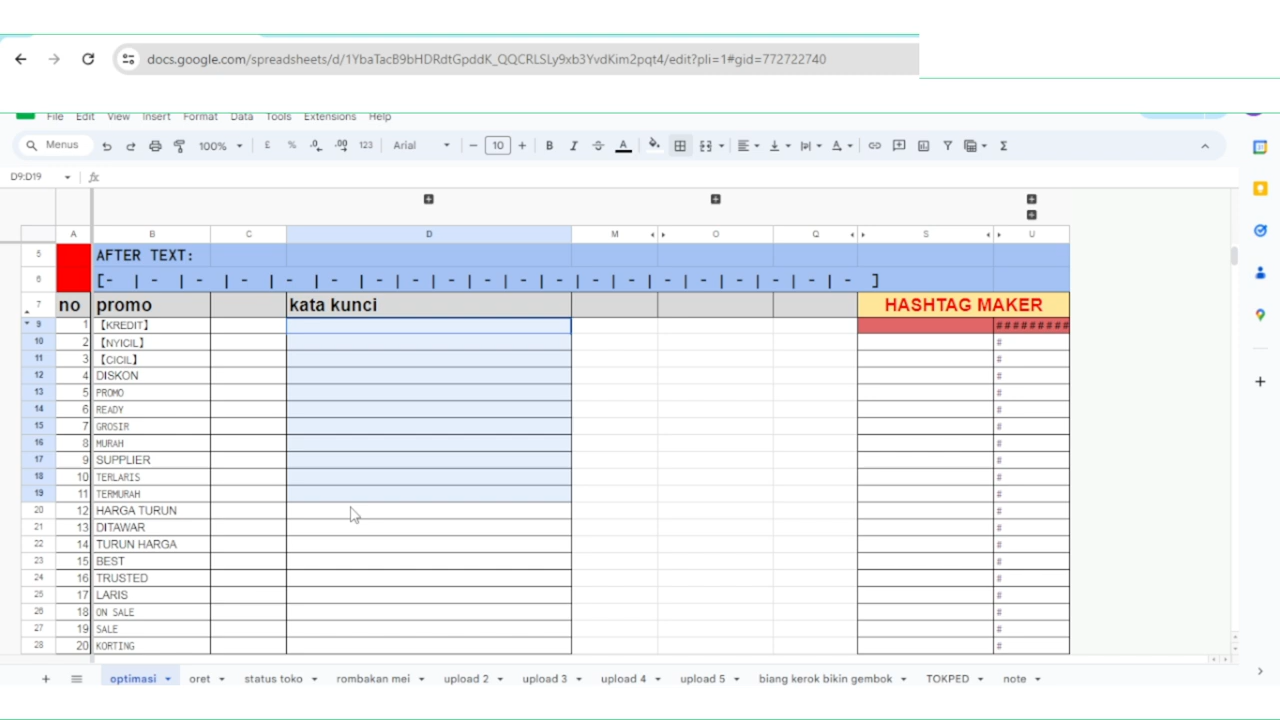 docs.google.com/spreadsheets/d/1YbaTacB9bHDRdtGpddK_QQCRLSLy9xb3YvdKim2pqt4/edit?pli=1#gid=772722740
File Edit View Insert Format Data Tools Extensions Help
Menus 100% £ % .0 .00 123 Arial 10 B I A
D9:D19 fx
A B C D M O Q S U
5 AFTER TEXT:
6 [- | - | - | - | - | - | - | - | - | - | - | - | - | - | - | - | - | - | - | - ]
7 no promo kata kunci HASHTAG MAKER
9 1 【KREDIT】 #########
10 2 【NYICIL】 #
11 3 【CICIL】 #
12 4 DISKON #
13 5 PROMO #
14 6 READY #
15 7 GROSIR #
16 8 MURAH #
17 9 SUPPLIER #
18 10 TERLARIS #
19 11 TERMURAH #
20 12 HARGA TURUN #
21 13 DITAWAR #
22 14 TURUN HARGA #
23 15 BEST #
24 16 TRUSTED #
25 17 LARIS #
26 18 ON SALE #
27 19 SALE #
28 20 KORTING #
optimasi oret status toko rombakan mei upload 2 upload 3 upload 4 upload 5 biang kerok bikin gembok TOKPED note